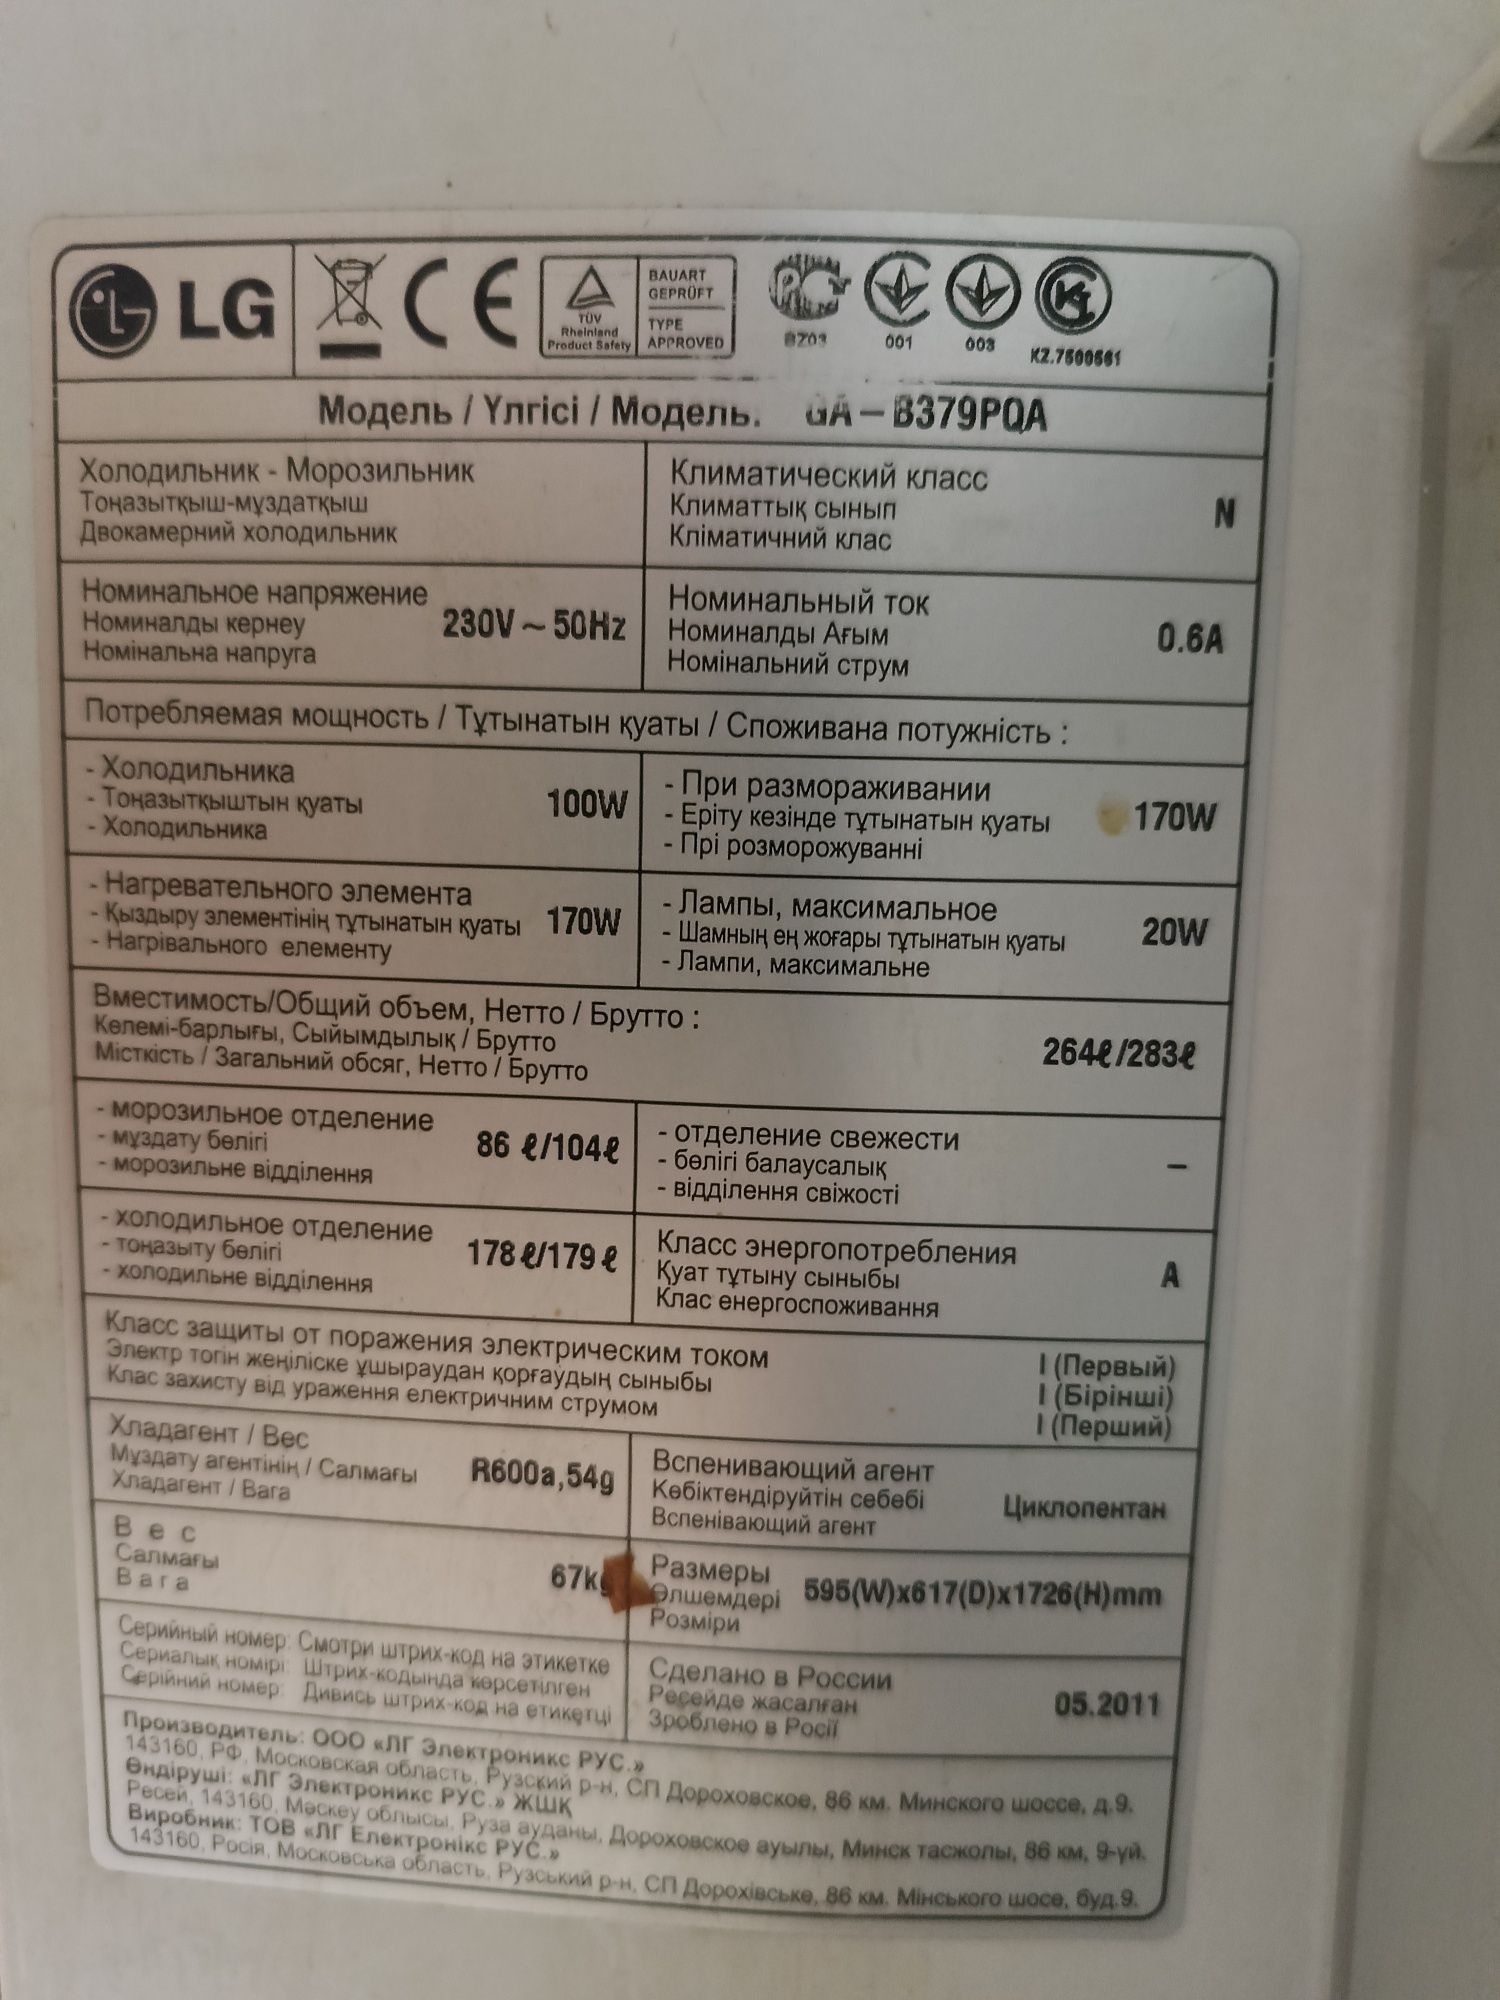 LG
TÜV
Rheinland
Product Safety
BAUART
GEPRÜFT
TYPE
APPROVED
BZ03
001
003
KZ.7500561
Модель / Үлгісі / Модель. GA-B379PQA
Холодильник - Морозильник
Тоңазытқыш-мұздатқыш
Двокамерний холодильник
Климатический класс
Климаттық сынып
Кліматичний клас
N
Номинальное напряжение
Номиналды кернеу
Номінальна напруга
230V ~ 50Hz
Номинальный ток
Номиналды Ағым
Номінальний струм
0.6A
Потребляемая мощность / Тұтынатын қуаты / Споживана потужність :
- Холодильника
- Тоңазытқыштын қуаты
- Холодильника
100W
- При размораживании
- Еріту кезінде тұтынатын қуаты
- Прі розморожуванні
170W
- Нагревательного элемента
- Қыздыру элементінің тұтынатын қуаты
- Нагрівального елементу
170W
- Лампы, максимальное
- Шамның ең жоғары тұтынатын қуаты
- Лампи, максимальне
20W
Вместимость/Общий объем, Нетто / Брутто :
Көлемі-барлығы, Сыйымдылық / Брутто
Місткість / Загальний обсяг, Нетто / Брутто
264ℓ/283ℓ
- морозильное отделение
- мұздату бөлігі
- морозильне відділення
86 ℓ/104ℓ
- отделение свежести
- бөлігі балаусалық
- відділення свіжості
–
- холодильное отделение
- тоңазыту бөлігі
- холодильне відділення
178ℓ/179ℓ
Класс энергопотребления
Қуат тұтыну сыныбы
Клас енергоспоживання
A
Класс защиты от поражения электрическим током
Электр тогін жеңіліске ұшыраудан қорғаудың сыныбы
Клас захисту від ураження електричним струмом
I (Первый)
I (Бірінші)
I (Перший)
Хладагент / Вес
Мұздату агентінің / Салмағы
Хладагент / Вага
R600a,54g
Вспенивающий агент
Көбіктендіруйтін себебі
Вспенівающий агент
Циклопентан
Вес
Салмағы
Вага
67kg
Размеры
Өлшемдері
Розміри
595(W)x617(D)x1726(H)mm
Серийный номер: Смотри штрих-код на этикетке
Сериалық номірі: Штрих-кодында көрсетілген
Серійний номер: Дивись штрих-код на етикетці
Сделано в России
Ресейде жасалған
Зроблено в Росії
05.2011
Производитель: ООО «ЛГ Электроникс РУС.»
143160, РФ, Московская область, Рузский р-н, СП Дороховское, 86 км. Минского шоссе, д.9.
Өндіруші: «ЛГ Электроникс РУС.» ЖШҚ
Ресей, 143160, Мәскеу облысы, Руза ауданы, Дороховское ауылы, Минск тасжолы, 86 км, 9-үй.
Виробник: ТОВ «ЛГ Електронікс РУС.»
143160, Росія, Московська область, Рузський р-н, СП Дорохівське, 86 км. Мінського шосе, буд.9.